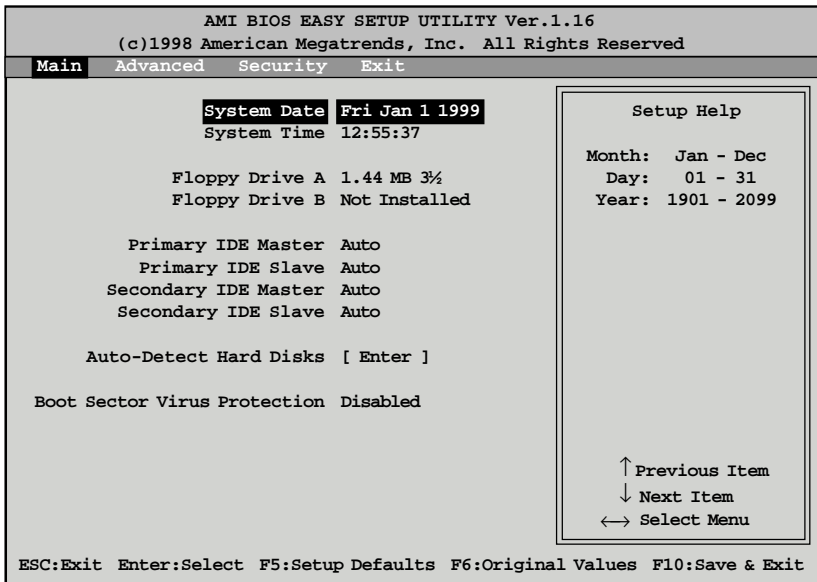 AMI BIOS EASY SETUP UTILITY Ver.1.16
(c)1998 American Megatrends, Inc. All Rights Reserved
Main Advanced Security Exit
System Date Fri Jan 1 1999
System Time 12:55:37
Floppy Drive A 1.44 MB 3½
Floppy Drive B Not Installed
Primary IDE Master Auto
Primary IDE Slave Auto
Secondary IDE Master Auto
Secondary IDE Slave Auto
Auto-Detect Hard Disks [ Enter ]
Boot Sector Virus Protection Disabled
Setup Help
Month: Jan - Dec
Day: 01 - 31
Year: 1901 - 2099
↑ Previous Item
↓ Next Item
←→ Select Menu
ESC:Exit Enter:Select F5:Setup Defaults F6:Original Values F10:Save & Exit